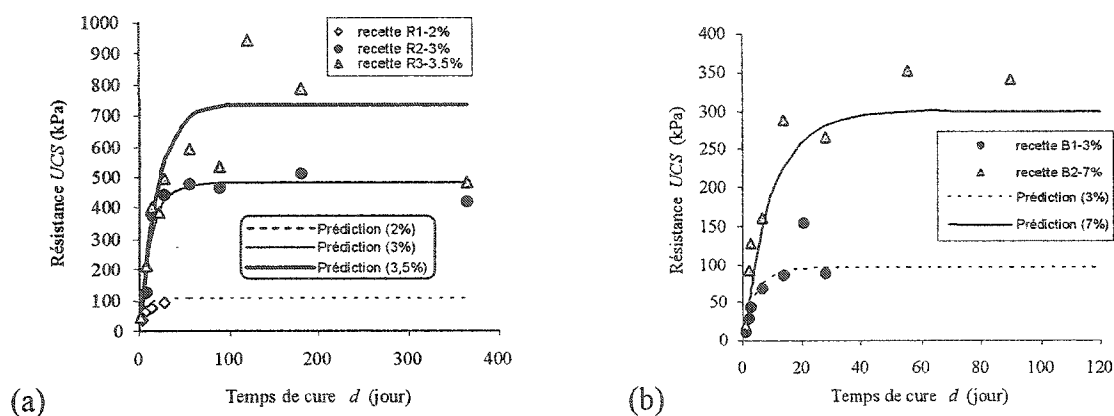 1000
900
800
700
600
500
400
300
200
100
0
0
100
200
300
400
Résistance UCS (kPa)
Temps de cure d (jour)
recette R1-2%
recette R2-3%
recette R3-3.5%
Prédiction (2%)
Prédiction (3%)
Prédiction (3,5%)
(a)
400
350
300
250
200
150
100
50
0
0
20
40
60
80
100
120
Résistance UCS (kPa)
Temps de cure d (jour)
recette B1-3%
recette B2-7%
Prédiction (3%)
Prédiction (7%)
(b)